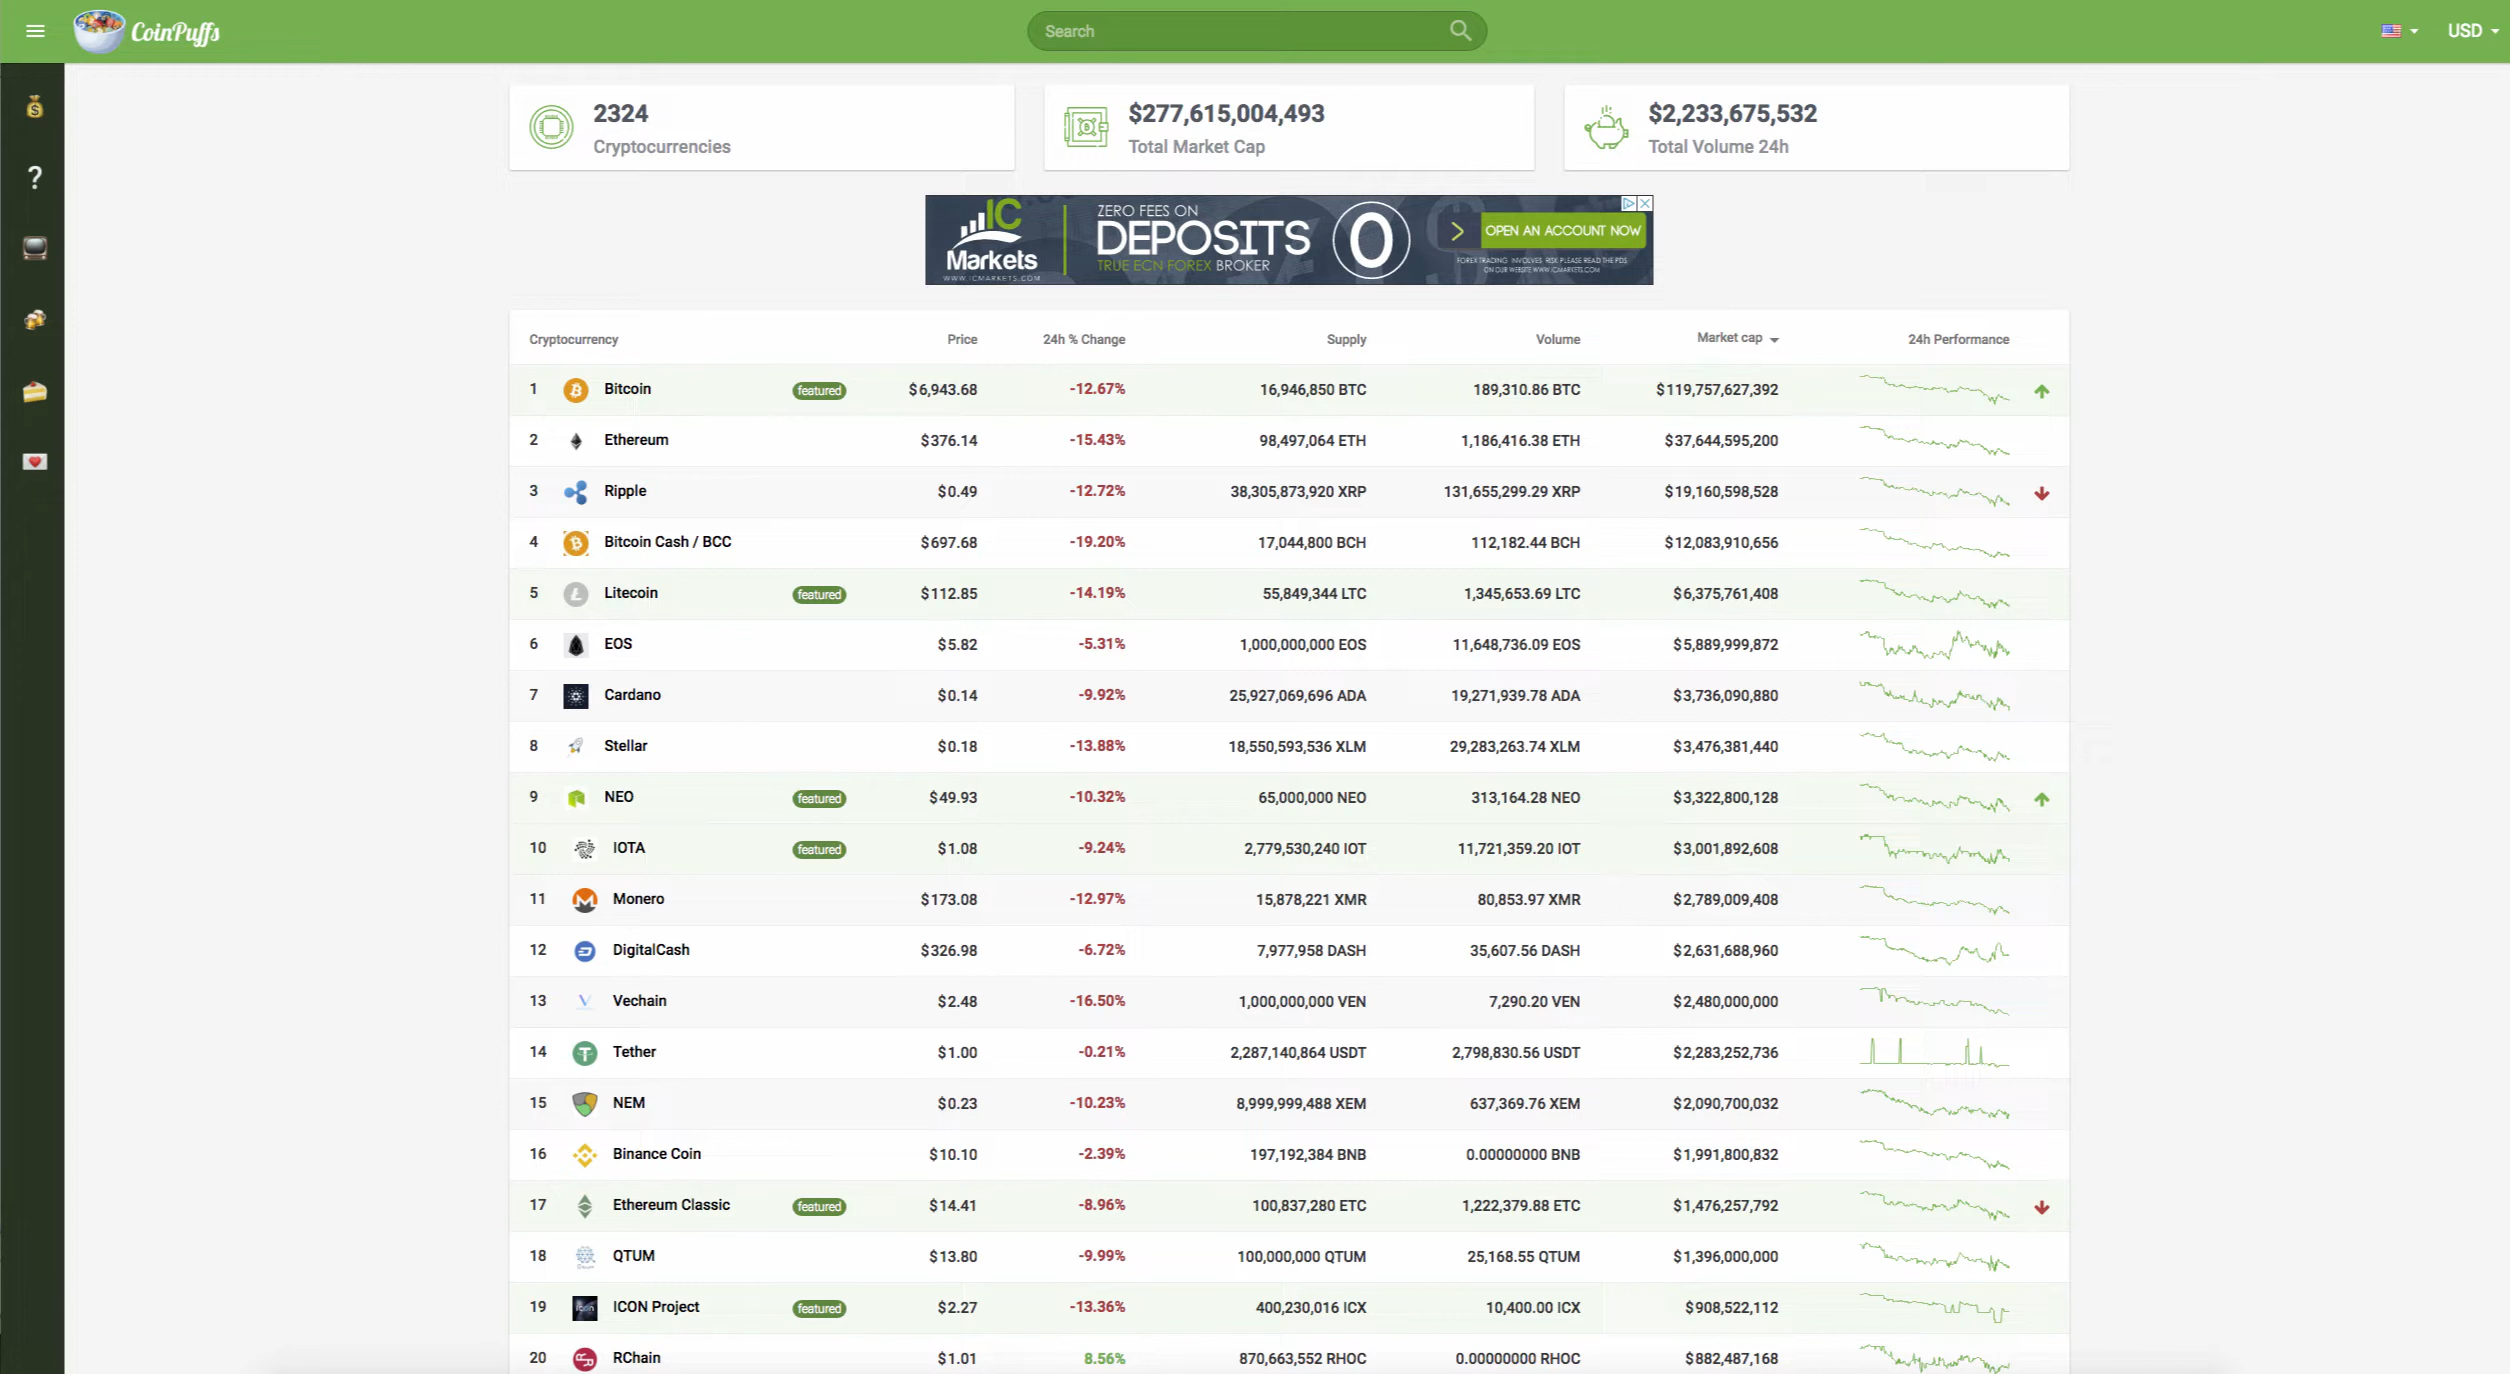 CoinPuffs
Search
USD
2324
Cryptocurrencies
$277,615,004,493
Total Market Cap
$2,233,675,532
Total Volume 24h
IC
Markets
WWW.ICMARKETS.COM
ZERO FEES ON
DEPOSITS
TRUE ECN FOREX BROKER
0
OPEN AN ACCOUNT NOW
FOREX TRADING INVOLVES RISK PLEASE READ THE PDS
ON OUR WEBSITE WWW.ICMARKETS.COM
Cryptocurrency Price 24h % Change Supply Volume Market cap 24h Performance
1 Bitcoin featured $6,943.68 -12.67% 16,946,850 BTC 189,310.86 BTC $119,757,627,392
2 Ethereum $376.14 -15.43% 98,497,064 ETH 1,186,416.38 ETH $37,644,595,200
3 Ripple $0.49 -12.72% 38,305,873,920 XRP 131,655,299.29 XRP $19,160,598,528
4 Bitcoin Cash / BCC $697.68 -19.20% 17,044,800 BCH 112,182.44 BCH $12,083,910,656
5 Litecoin featured $112.85 -14.19% 55,849,344 LTC 1,345,653.69 LTC $6,375,761,408
6 EOS $5.82 -5.31% 1,000,000,000 EOS 11,648,736.09 EOS $5,889,999,872
7 Cardano $0.14 -9.92% 25,927,069,696 ADA 19,271,939.78 ADA $3,736,090,880
8 Stellar $0.18 -13.88% 18,550,593,536 XLM 29,283,263.74 XLM $3,476,381,440
9 NEO featured $49.93 -10.32% 65,000,000 NEO 313,164.28 NEO $3,322,800,128
10 IOTA featured $1.08 -9.24% 2,779,530,240 IOT 11,721,359.20 IOT $3,001,892,608
11 Monero $173.08 -12.97% 15,878,221 XMR 80,853.97 XMR $2,789,009,408
12 DigitalCash $326.98 -6.72% 7,977,958 DASH 35,607.56 DASH $2,631,688,960
13 Vechain $2.48 -16.50% 1,000,000,000 VEN 7,290.20 VEN $2,480,000,000
14 Tether $1.00 -0.21% 2,287,140,864 USDT 2,798,830.56 USDT $2,283,252,736
15 NEM $0.23 -10.23% 8,999,999,488 XEM 637,369.76 XEM $2,090,700,032
16 Binance Coin $10.10 -2.39% 197,192,384 BNB 0.00000000 BNB $1,991,800,832
17 Ethereum Classic featured $14.41 -8.96% 100,837,280 ETC 1,222,379.88 ETC $1,476,257,792
18 QTUM $13.80 -9.99% 100,000,000 QTUM 25,168.55 QTUM $1,396,000,000
19 ICON Project featured $2.27 -13.36% 400,230,016 ICX 10,400.00 ICX $908,522,112
20 RChain $1.01 8.56% 870,663,552 RHOC 0.00000000 RHOC $882,487,168